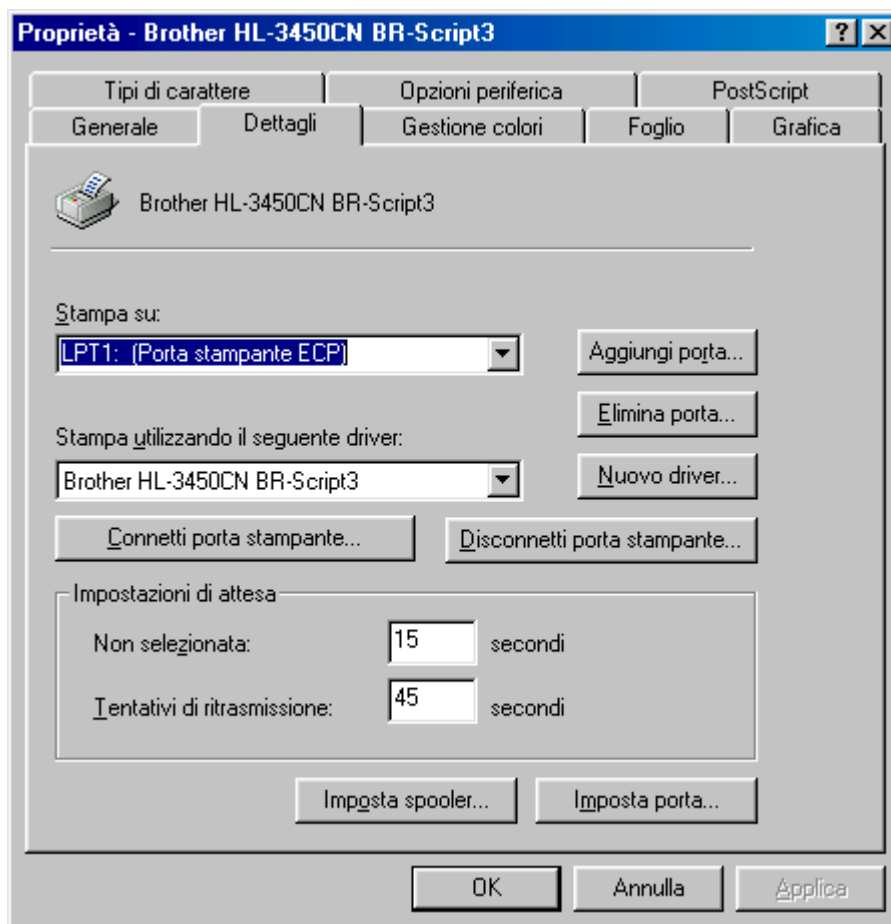 Proprietà - Brother HL-3450CN BR-Script3
Tipi di carattere Opzioni periferica PostScript
Generale Dettagli Gestione colori Foglio Grafica
Brother HL-3450CN BR-Script3
Stampa su:
LPT1: (Porta stampante ECP) Aggiungi porta...
Elimina porta...
Stampa utilizzando il seguente driver:
Brother HL-3450CN BR-Script3 Nuovo driver...
Connetti porta stampante... Disconnetti porta stampante...
Impostazioni di attesa
Non selezionata: 15 secondi
Tentativi di ritrasmissione: 45 secondi
Imposta spooler... Imposta porta...
OK Annulla Applica